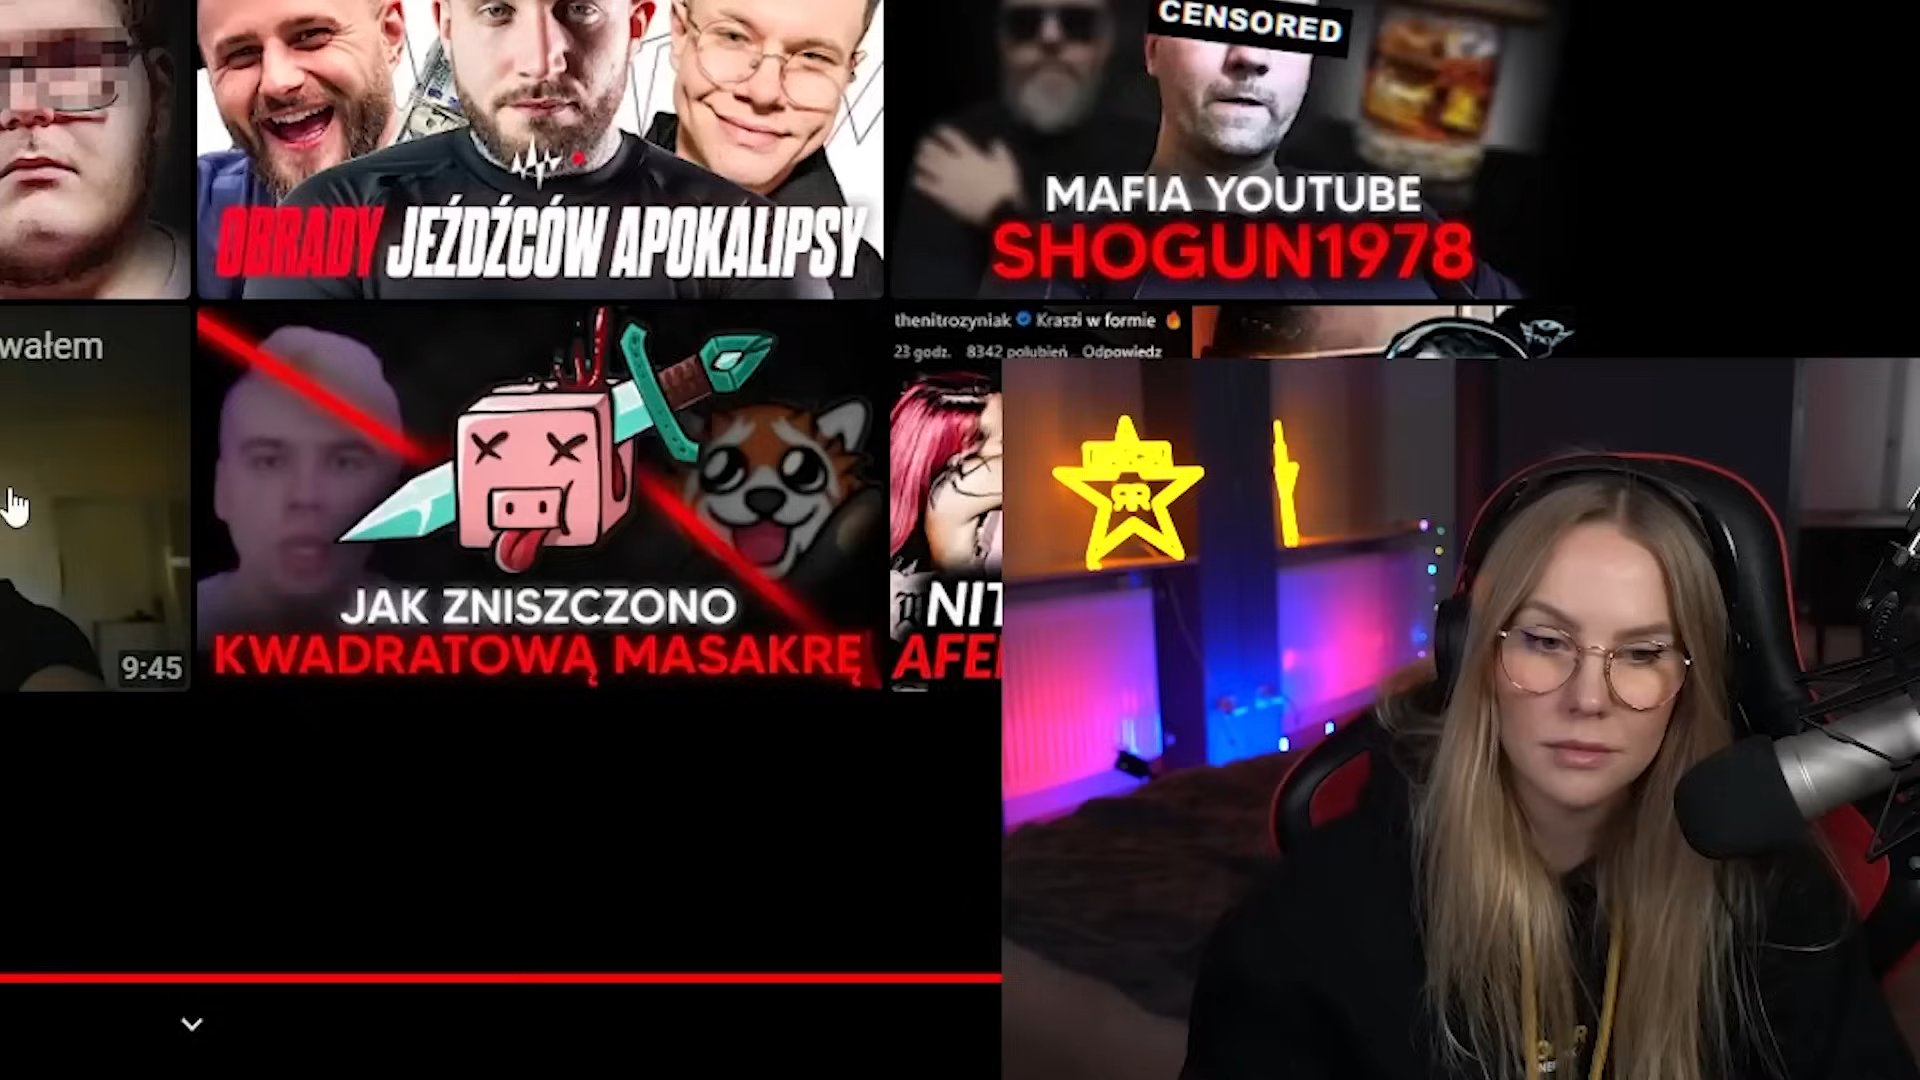 CENSORED
OBRADY JEŹDŹCÓW APOKALIPSY
MAFIA YOUTUBE
SHOGUN1978
wałem
thenitrozyniak Kraszi w formie
23 godz. 8342 polubień Odpowiedz
9:45
JAK ZNISZCZONO
KWADRATOWĄ MASAKRĘ
NIT
AFE